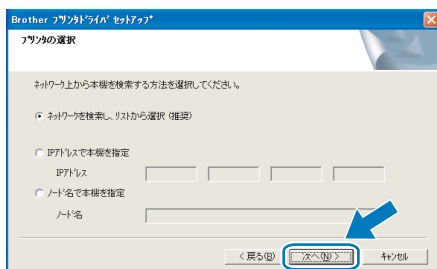 Brother プリンタドライバ セットアップ
プリンタの選択
ネットワーク上から本機を検索する方法を選択してください。
ネットワークを検索し、リストから選択 (推奨)
IPアドレスで本機を指定
IPアドレス
ノード名で本機を指定
ノード名
< 戻る(B) 次へ(N) > キャンセル